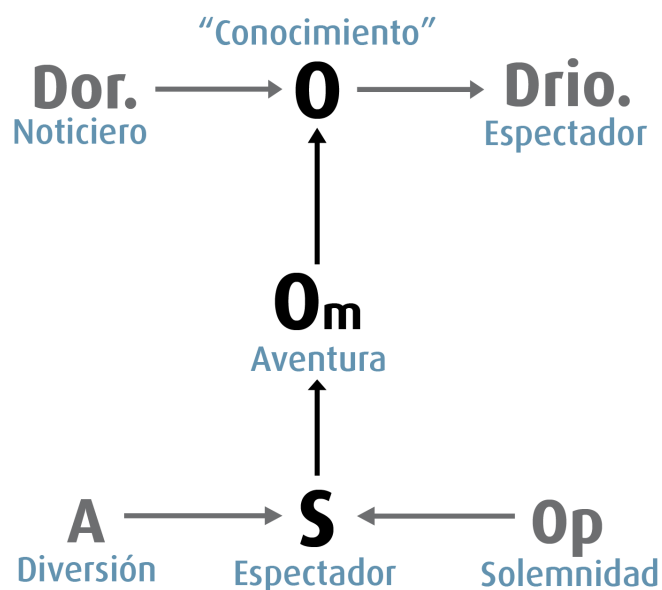 “Conocimiento”
Dor. O Drio.
Noticiero Espectador
Om
Aventura
A S Op
Diversión Espectador Solemnidad